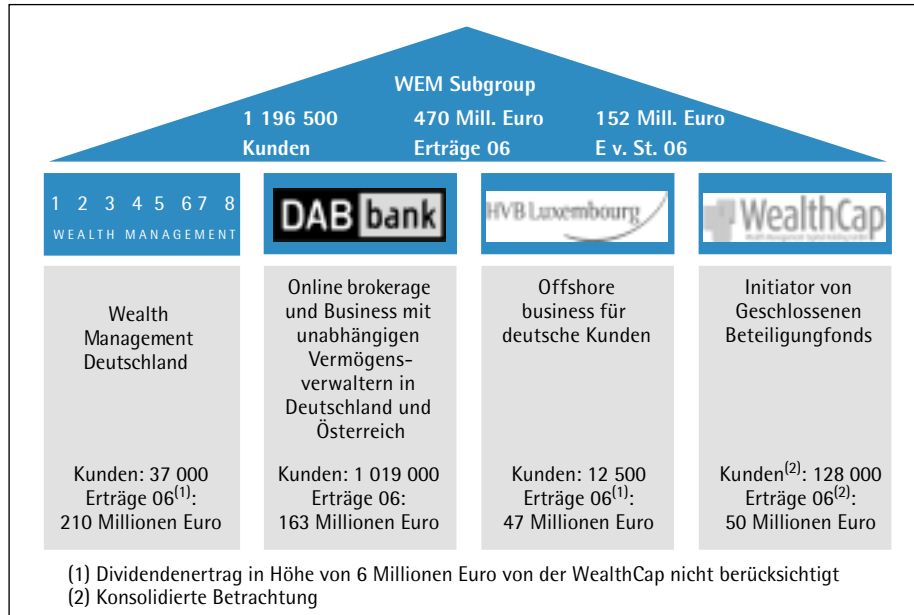 WEM Subgroup
1 196 500 470 Mill. Euro 152 Mill. Euro
Kunden Erträge 06 E v. St. 06
1 2 3 4 5 6 7 8
WEALTH MANAGEMENT
DAB bank
HVB Luxembourg
WealthCap
Wealth
Management
Deutschland
Kunden: 37 000
Erträge 06(1):
210 Millionen Euro
Online brokerage
und Business mit
unabhängigen
Vermögens-
verwaltern in
Deutschland und
Österreich
Kunden: 1 019 000
Erträge 06:
163 Millionen Euro
Offshore
business für
deutsche Kunden
Kunden: 12 500
Erträge 06(1):
47 Millionen Euro
Initiator von
Geschlossenen
Beteiligungfonds
Kunden(2): 128 000
Erträge 06(2):
50 Millionen Euro
(1) Dividendenertrag in Höhe von 6 Millionen Euro von der WealthCap nicht berücksichtigt
(2) Konsolidierte Betrachtung